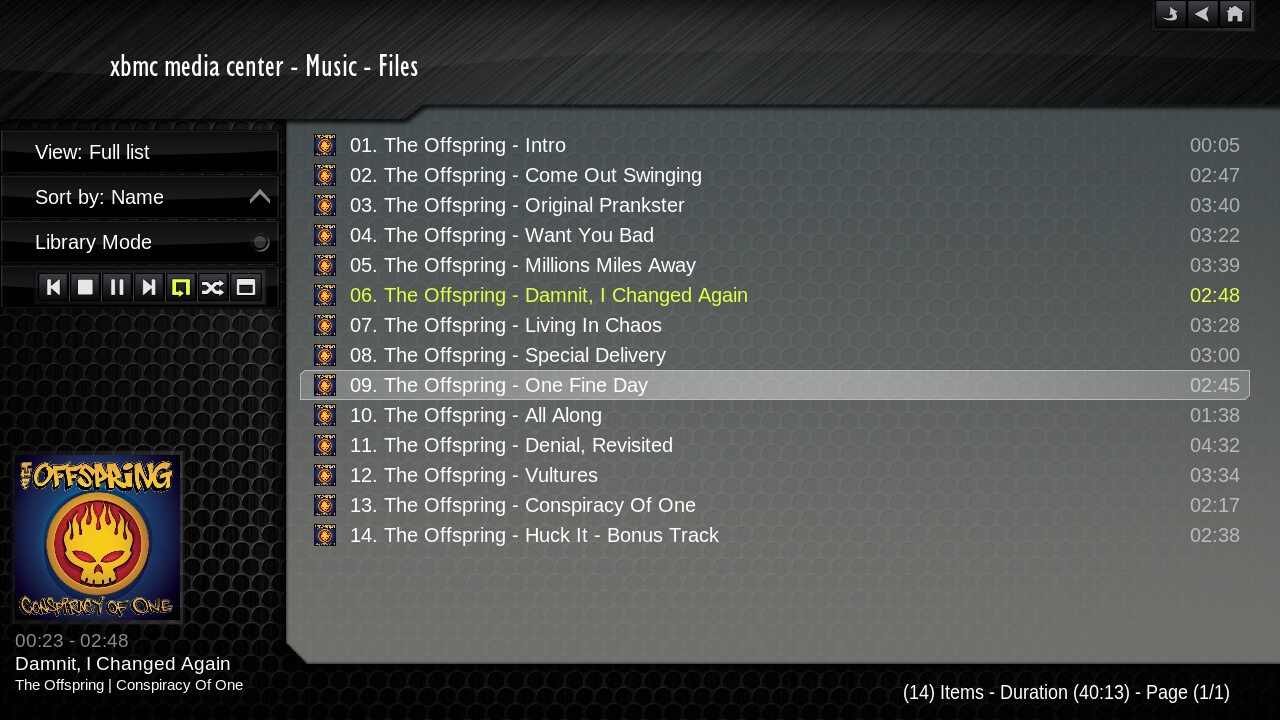 xbmc media center - Music - Files
View: Full list
Sort by: Name
Library Mode
01. The Offspring - Intro 00:05
02. The Offspring - Come Out Swinging 02:47
03. The Offspring - Original Prankster 03:40
04. The Offspring - Want You Bad 03:22
05. The Offspring - Millions Miles Away 03:39
06. The Offspring - Damnit, I Changed Again 02:48
07. The Offspring - Living In Chaos 03:28
08. The Offspring - Special Delivery 03:00
09. The Offspring - One Fine Day 02:45
10. The Offspring - All Along 01:38
11. The Offspring - Denial, Revisited 04:32
12. The Offspring - Vultures 03:34
13. The Offspring - Conspiracy Of One 02:17
14. The Offspring - Huck It - Bonus Track 02:38
THE OFFSPRING
CONSPIRACY OF ONE
00:23 - 02:48
Damnit, I Changed Again
The Offspring | Conspiracy Of One
(14) Items - Duration (40:13) - Page (1/1)